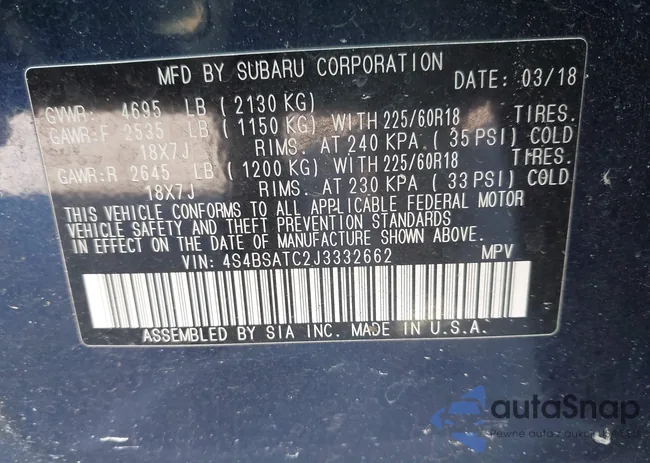 MFD BY SUBARU CORPORATION DATE: 03/18
GVWR: 4695 LB ( 2130 KG)
GAWR:F 2535 LB ( 1150 KG) WITH 225/60R18 TIRES.
18X7J RIMS. AT 240 KPA ( 35 PSI) COLD
GAWR:R 2645 LB ( 1200 KG) WITH 225/60R18 TIRES.
18X7J RIMS. AT 230 KPA ( 33 PSI) COLD.
THIS VEHICLE CONFORMS TO ALL APPLICABLE FEDERAL MOTOR
VEHICLE SAFETY AND THEFT PREVENTION STANDARDS
IN EFFECT ON THE DATE OF MANUFACTURE SHOWN ABOVE.
VIN: 4S4BSATC2J3332662 MPV
ASSEMBLED BY SIA INC. MADE IN U.S.A.
autaSnap
Pewne auta z aukcji